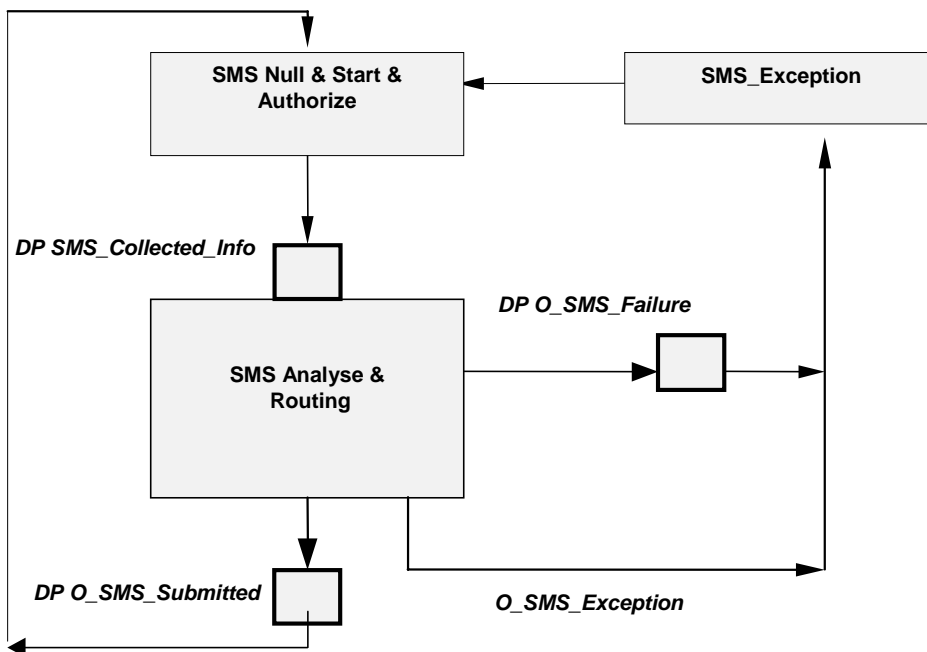 SMS Null & Start &
Authorize
SMS_Exception
DP SMS_Collected_Info
DP O_SMS_Failure
SMS Analyse &
Routing
DP O_SMS_Submitted
O_SMS_Exception